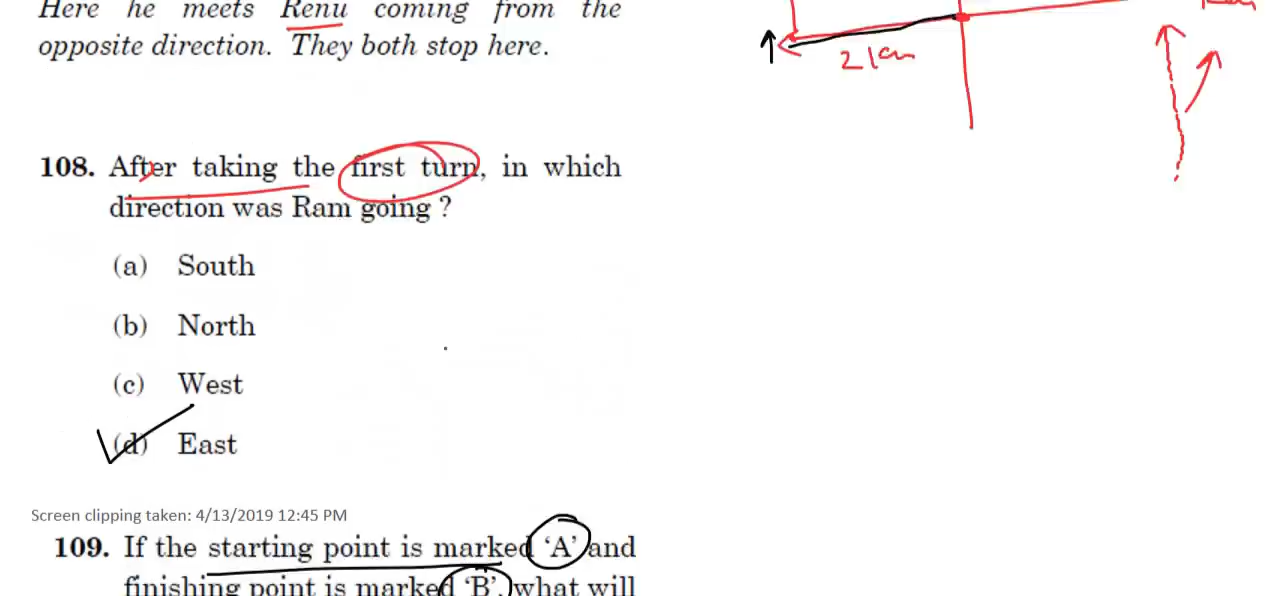 Here he meets Renu coming from the
opposite direction. They both stop here.
21cm
108. After taking the first turn, in which
direction was Ram going ?
(a) South
(b) North
(c) West
(d) East
Screen clipping taken: 4/13/2019 12:45 PM
109. If the starting point is marked 'A' and
finishing point is marked 'B', what will